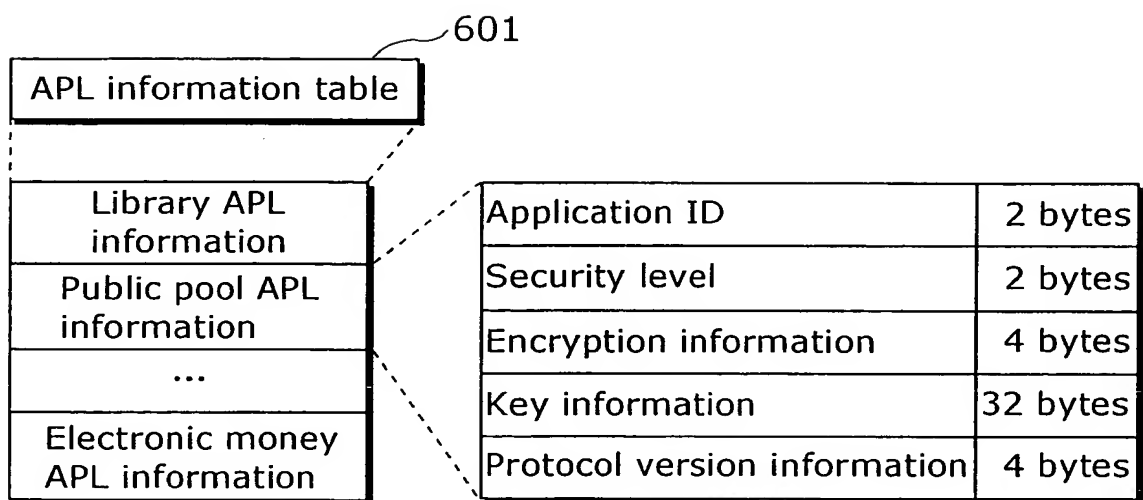 601
APL information table
Library APL
information
Public pool APL
information
...
Electronic money
APL information
Application ID 2 bytes
Security level 2 bytes
Encryption information 4 bytes
Key information 32 bytes
Protocol version information 4 bytes